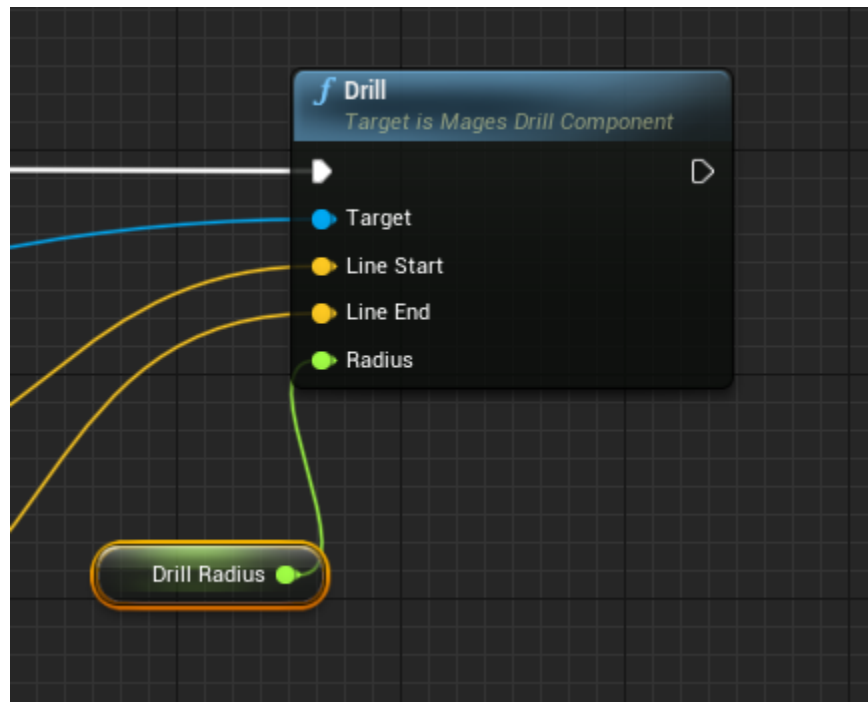 f Drill
Target is Mages Drill Component
Target
Line Start
Line End
Radius
Drill Radius